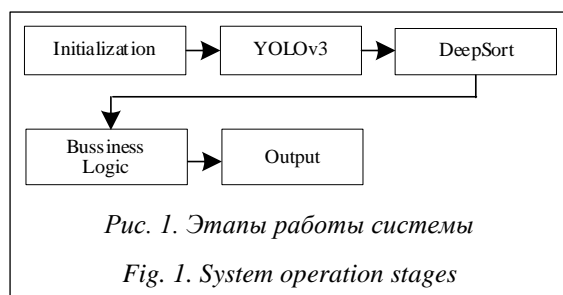 Initialization
YOLOv3
DeepSort
Bussiness
Logic
Output
Рис. 1. Этапы работы системы
Fig. 1. System operation stages